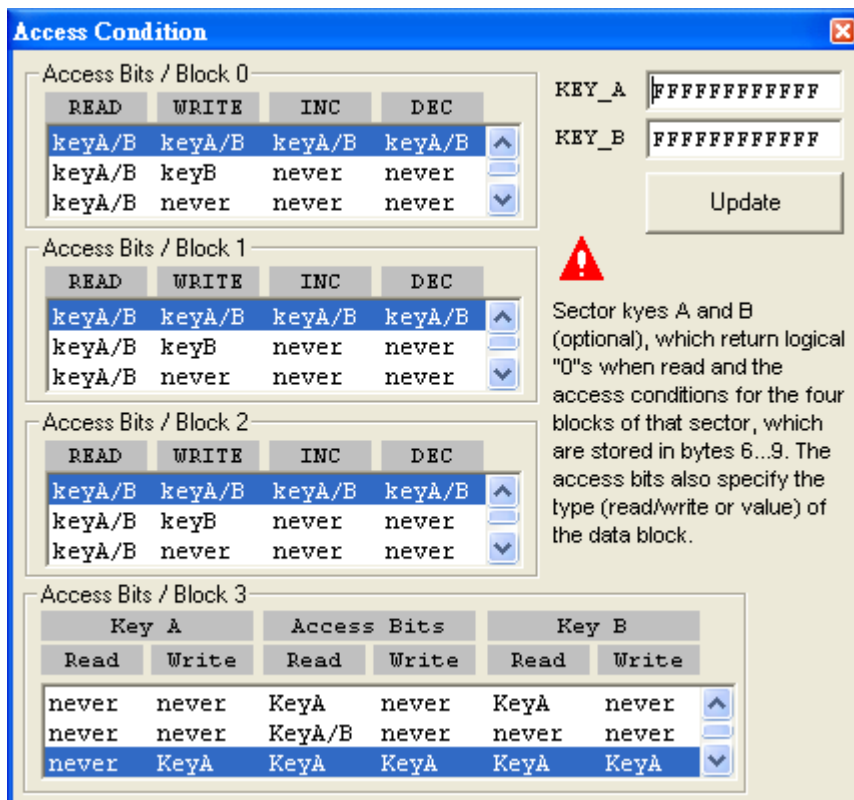 Access Condition
Access Bits / Block 0
READ WRITE INC DEC
keyA/B keyA/B keyA/B keyA/B
keyA/B keyB never never
keyA/B never never never
KEY_A FFFFFFFFFFFF
KEY_B FFFFFFFFFFFF
Update
Access Bits / Block 1
READ WRITE INC DEC
keyA/B keyA/B keyA/B keyA/B
keyA/B keyB never never
keyA/B never never never
Access Bits / Block 2
READ WRITE INC DEC
keyA/B keyA/B keyA/B keyA/B
keyA/B keyB never never
keyA/B never never never
Sector kyes A and B
(optional), which return logical
"0"s when read and the
access conditions for the four
blocks of that sector, which
are stored in bytes 6...9. The
access bits also specify the
type (read/write or value) of
the data block.
Access Bits / Block 3
Key A Access Bits Key B
Read Write Read Write Read Write
never never KeyA never KeyA never
never never KeyA/B never never never
never KeyA KeyA KeyA KeyA KeyA